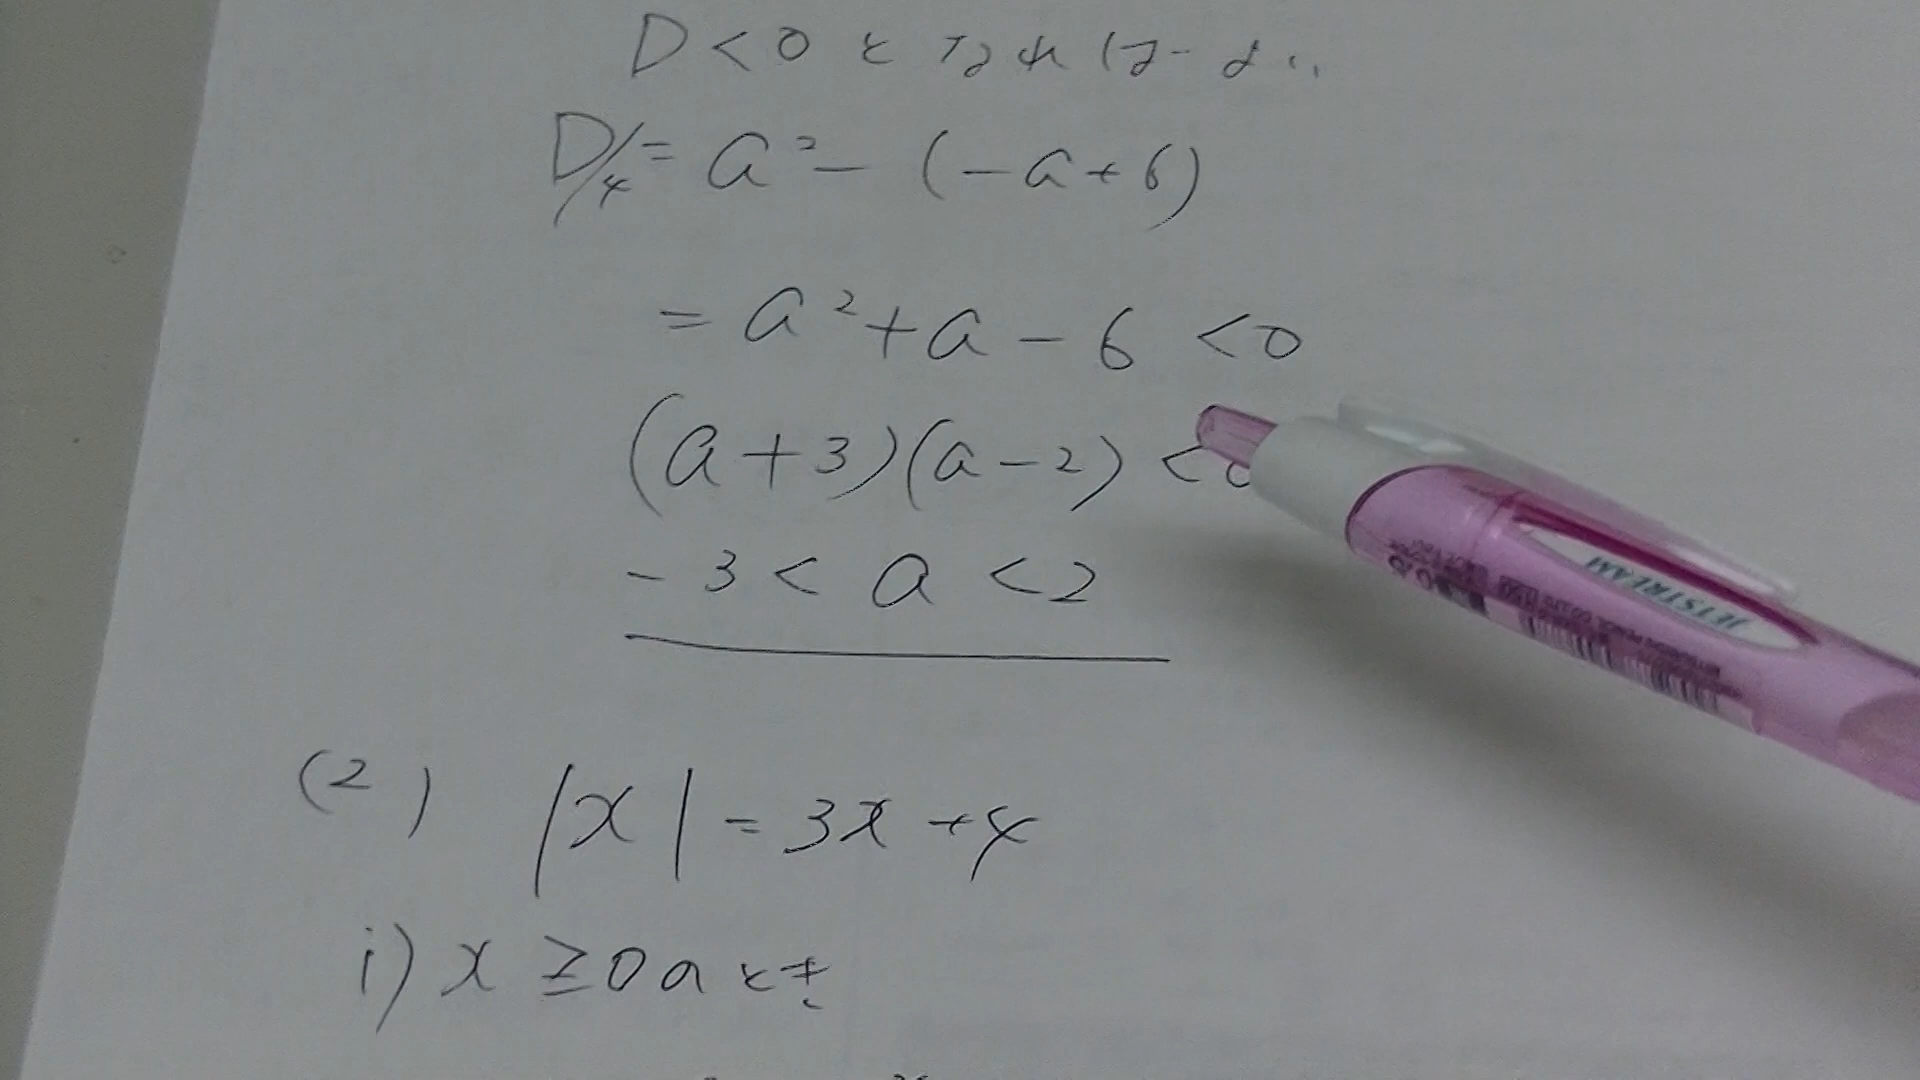 D<0となればよい
D/4=a²-(-a+6)
=a²+a-6<0
(a+3)(a-2)<0
-3<a<2
(2) |x|=3x+4
i) x≧0のとき
JETSTREAM